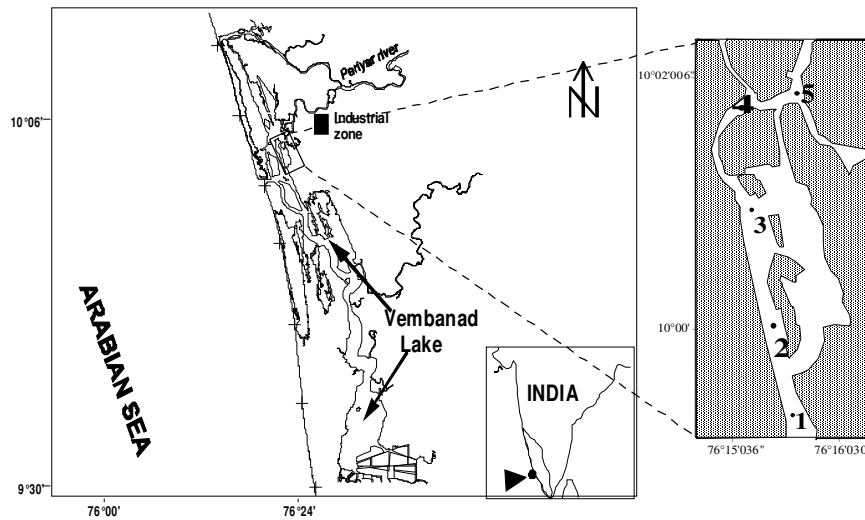 Periyar river
Industrial
zone
10°06'
N
ARABIAN SEA
Vembanad
Lake
INDIA
9°30'
76°00'
76°24'
10°02'006"
4
5
3
10°00'
2
1
76°15'036"
76°16'030